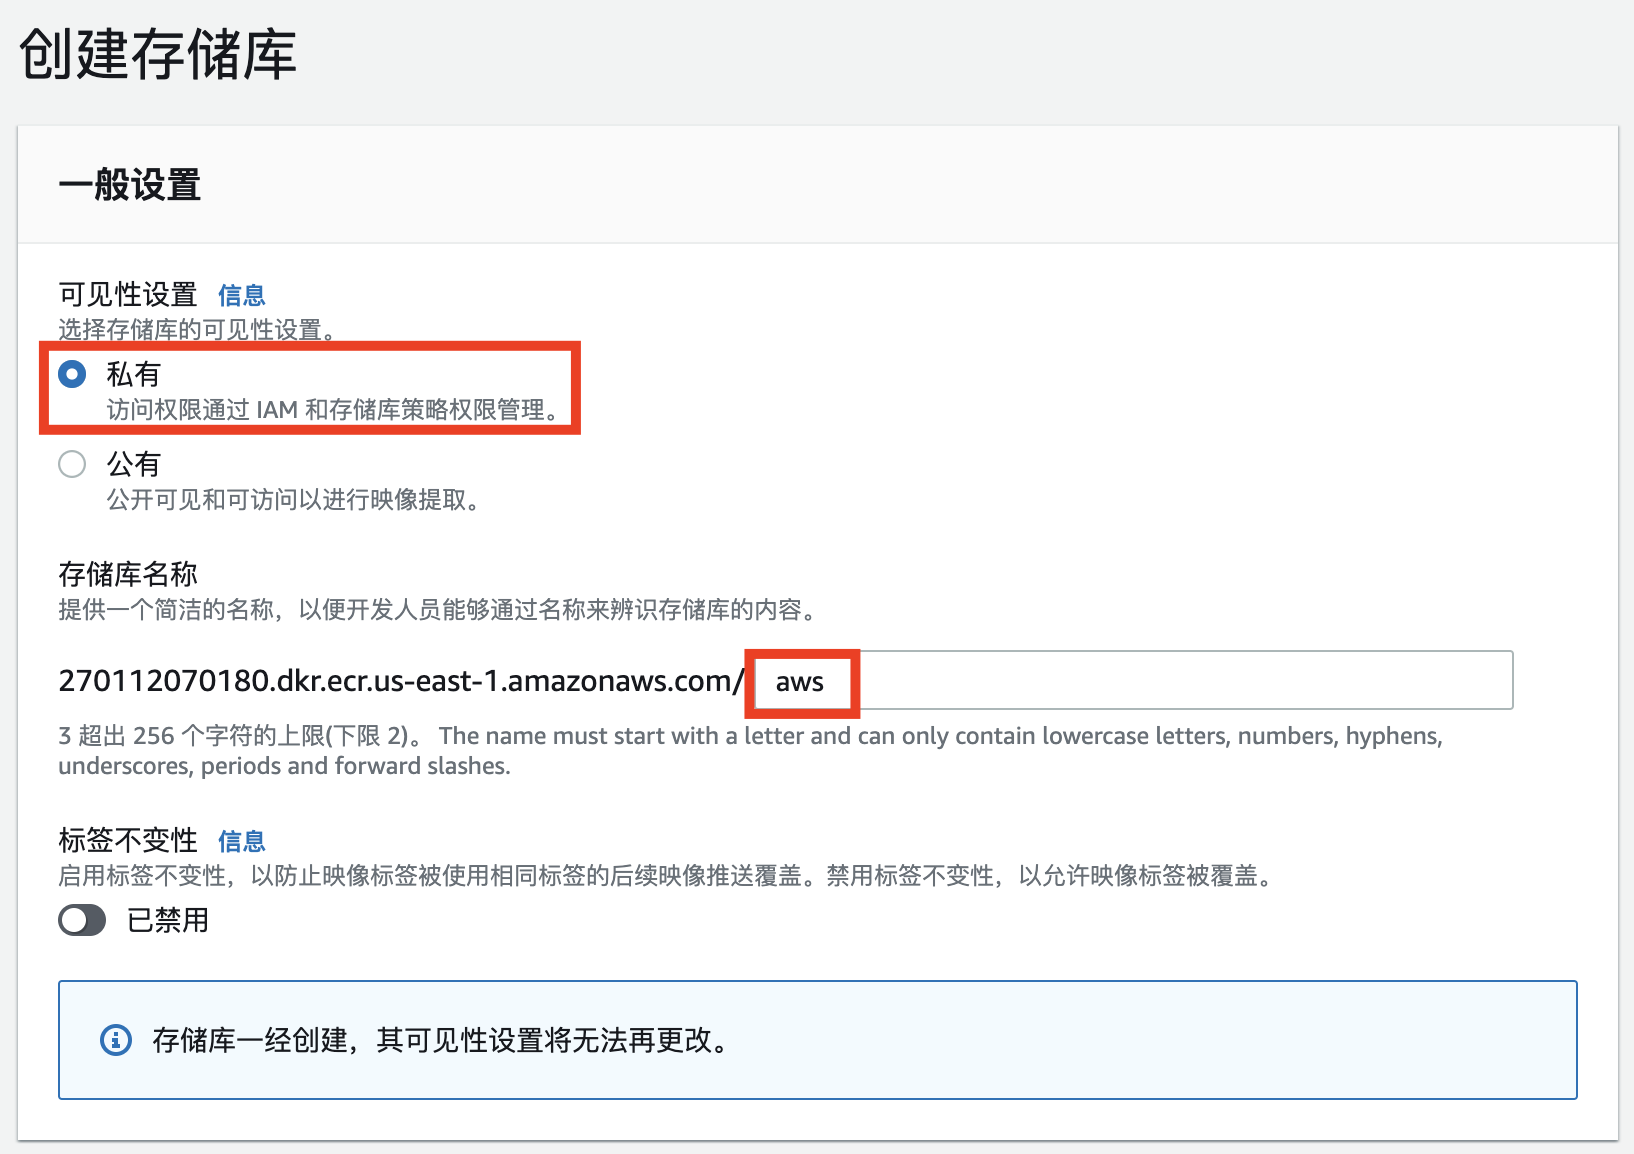 创建存储库
一般设置
可见性设置 信息
选择存储库的可见性设置。
私有
访问权限通过 IAM 和存储库策略权限管理。
公有
公开可见和可访问以进行映像提取。
存储库名称
提供一个简洁的名称，以便开发人员能够通过名称来辨识存储库的内容。
270112070180.dkr.ecr.us-east-1.amazonaws.com/ aws
3 超出 256 个字符的上限(下限 2)。 The name must start with a letter and can only contain lowercase letters, numbers, hyphens,
underscores, periods and forward slashes.
标签不变性 信息
启用标签不变性，以防止映像标签被使用相同标签的后续映像推送覆盖。禁用标签不变性，以允许映像标签被覆盖。
已禁用
存储库一经创建，其可见性设置将无法再更改。